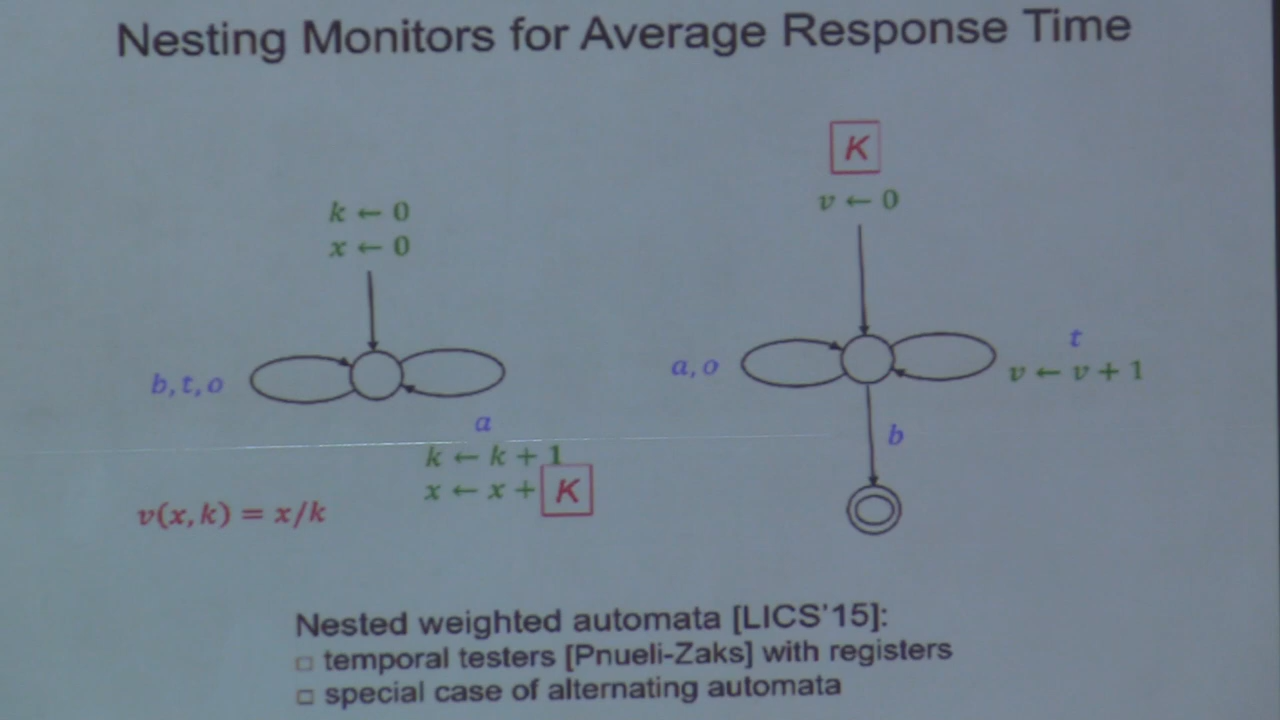 Nesting Monitors for Average Response Time
K
v ← 0
k ← 0
x ← 0
b, t, o
a
k ← k + 1
x ← x + K
v(x, k) = x/k
a, o
t
v ← v + 1
b
Nested weighted automata [LICS'15]:
□ temporal testers [Pnueli-Zaks] with registers
□ special case of alternating automata